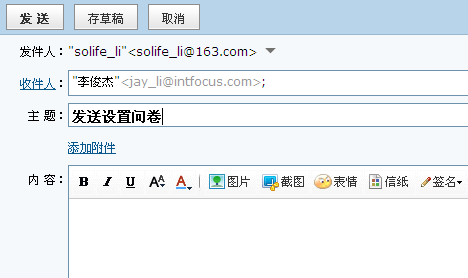 发 送 存草稿 取消
发件人： "solife_li"<solife_li@163.com>
收件人： "李俊杰"<jay_li@intfocus.com>;
主 题： 发送设置问卷
添加附件
内 容： B I U AA A 图片 截图 表情 信纸 签名